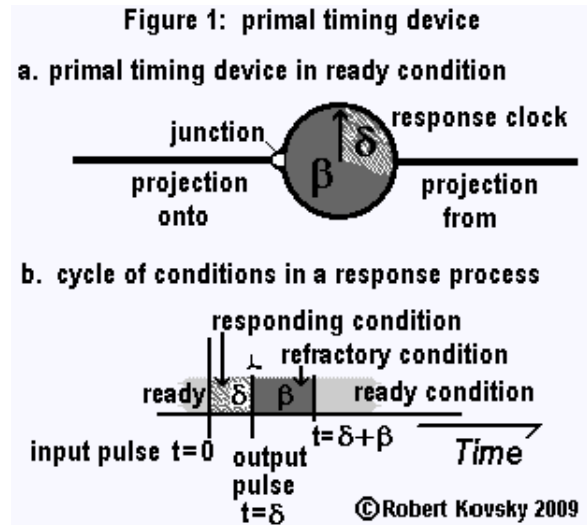 Figure 1: primal timing device
a. primal timing device in ready condition
junction
response clock
δ
β
projection onto
projection from
b. cycle of conditions in a response process
responding condition
refractory condition
ready
δ
β
ready condition
input pulse t=0
output pulse t=δ
t=δ+β
Time
©Robert Kovsky 2009